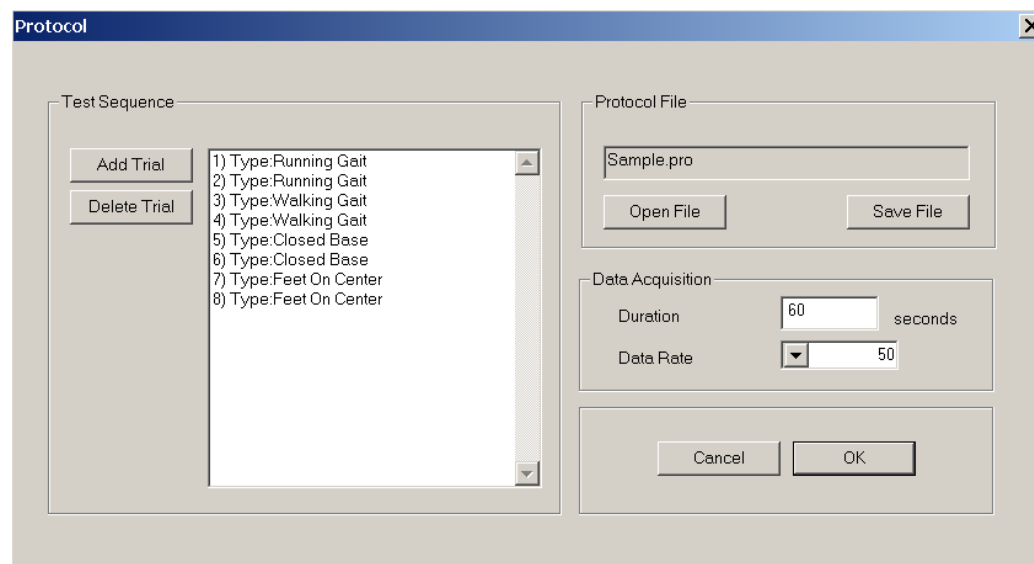 Protocol
Test Sequence
Add Trial
Delete Trial
1) Type:Running Gait
2) Type:Running Gait
3) Type:Walking Gait
4) Type:Walking Gait
5) Type:Closed Base
6) Type:Closed Base
7) Type:Feet On Center
8) Type:Feet On Center
Protocol File
Sample.pro
Open File
Save File
Data Acquisition
Duration 60 seconds
Data Rate 50
Cancel
OK